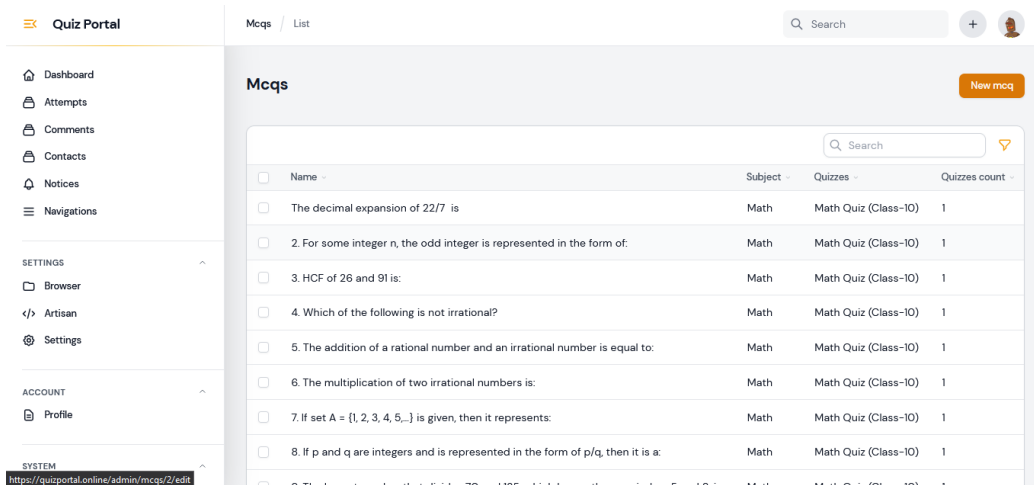 Quiz Portal
Mcqs / List
Search
+
Dashboard
Attempts
Comments
Contacts
Notices
Navigations
SETTINGS
Browser
Artisan
Settings
ACCOUNT
Profile
SYSTEM
https://quizportal.online/admin/mcqs/2/edit
Mcqs
New mcq
Search
Name Subject Quizzes Quizzes count
The decimal expansion of 22/7 is Math Math Quiz (Class-10) 1
2. For some integer n, the odd integer is represented in the form of: Math Math Quiz (Class-10) 1
3. HCF of 26 and 91 is: Math Math Quiz (Class-10) 1
4. Which of the following is not irrational? Math Math Quiz (Class-10) 1
5. The addition of a rational number and an irrational number is equal to: Math Math Quiz (Class-10) 1
6. The multiplication of two irrational numbers is: Math Math Quiz (Class-10) 1
7. If set A = {1, 2, 3, 4, 5,...} is given, then it represents: Math Math Quiz (Class-10) 1
8. If p and q are integers and is represented in the form of p/q, then it is a: Math Math Quiz (Class-10) 1